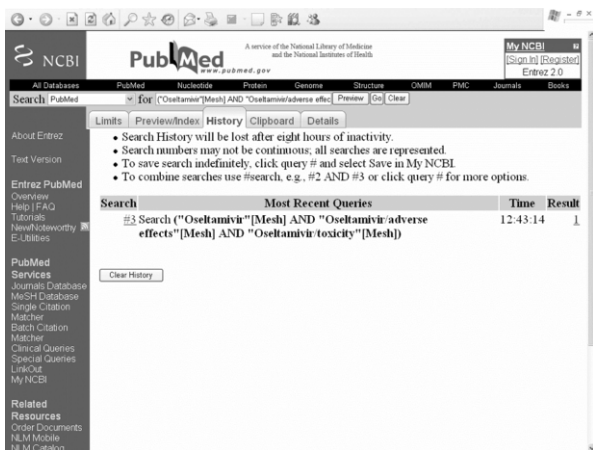 NCBI
PubMed
www.pubmed.gov
A service of the National Library of Medicine
and the National Institutes of Health
My NCBI
[Sign In] [Register]
Entrez 2.0
All Databases PubMed Nucleotide Protein Genome Structure OMIM PMC Journals Books
Search PubMed for ("Oseltamivir"[Mesh] AND "Oseltamivir/adverse effec Preview Go Clear
Limits Preview/Index History Clipboard Details
• Search History will be lost after eight hours of inactivity.
• Search numbers may not be continuous; all searches are represented.
• To save search indefinitely, click query # and select Save in My NCBI.
• To combine searches use #search, e.g., #2 AND #3 or click query # for more options.
Search Most Recent Queries Time Result
#3 Search ("Oseltamivir"[Mesh] AND "Oseltamivir/adverse 12:43:14 1
effects"[Mesh] AND "Oseltamivir/toxicity"[Mesh])
Clear History
About Entrez
Text Version
Entrez PubMed
Overview
Help | FAQ
Tutorials
New/Noteworthy
E-Utilities
PubMed
Services
Journals Database
MeSH Database
Single Citation
Matcher
Batch Citation
Matcher
Clinical Queries
Special Queries
LinkOut
My NCBI
Related
Resources
Order Documents
NLM Mobile
NLM Catalog